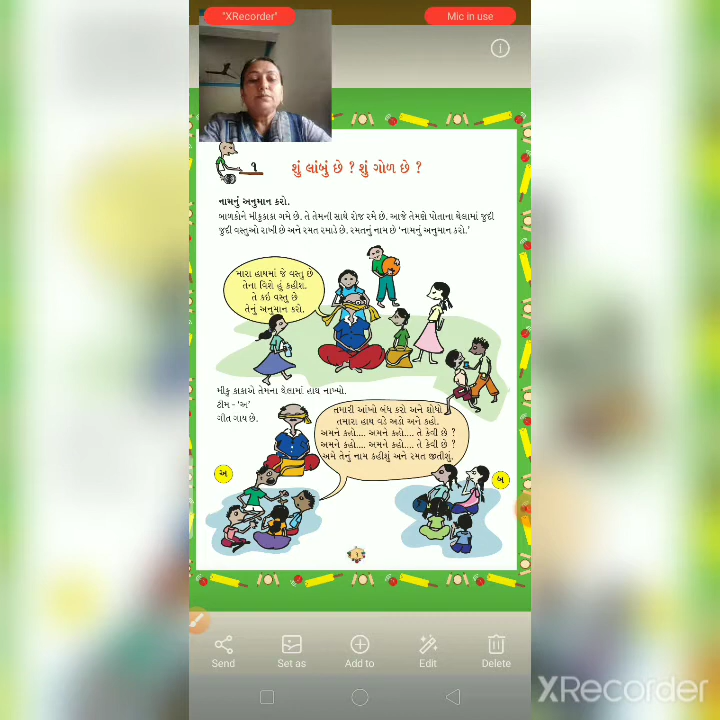 "XRecorder"
Mic in use
૧
શું લાંબું છે ? શું ગોળ છે ?
નામનું અનુમાન કરો.
બાળકોને મીકુકાકા ગમે છે. તે તેમની સાથે રોજ રમે છે. આજે તેમણે પોતાના થેલામાં જુદી
જુદી વસ્તુઓ રાખી છે અને રમત રમાડે છે. રમતનું નામ છે ‘નામનું અનુમાન કરો.’
મારા હાથમાં જે વસ્તુ છે
તેના વિશે હું કહીશ.
તે કઇ વસ્તુ છે
તેનું અનુમાન કરો.
મીકુ કાકાએ તેમના થેલામાં હાથ નાખ્યો.
ટીમ - ‘અ’
ગીત ગાય છે.
તમારી આંખો બંધ કરો અને શોધો
તમારા હાથ વડે અડો અને કહો.
અમને કહો.... અમને કહો.... તે કેવી છે ?
અમને કહો.... અમને કહો.... તે કેવી છે ?
અમે તેનું નામ કહીશું અને રમત જીતીશું.
અ
બ
1
Send
Set as
Add to
Edit
Delete
XRecorder